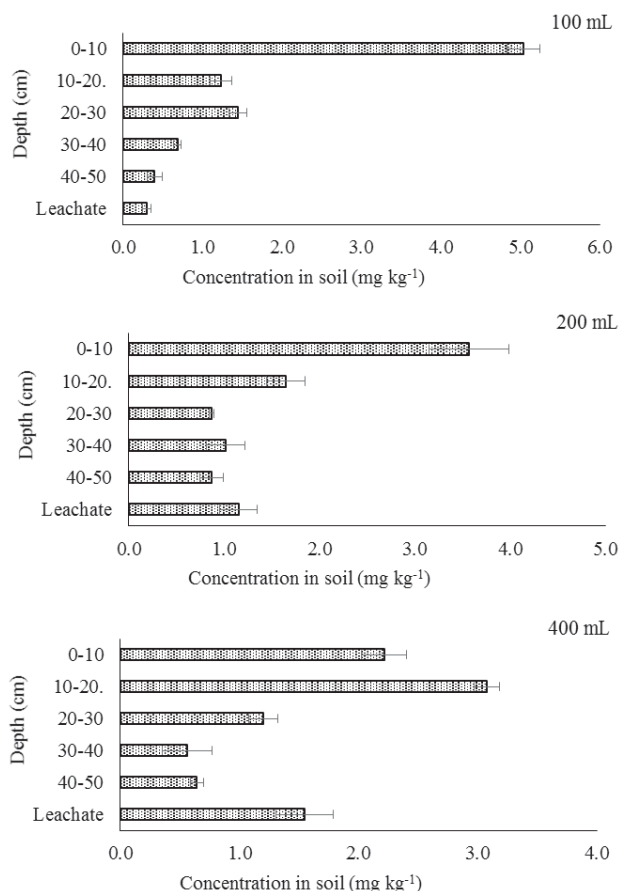 100 mL
0-10
10-20.
20-30
30-40
40-50
Leachate
Depth (cm)
0.0 1.0 2.0 3.0 4.0 5.0 6.0
Concentration in soil (mg kg⁻¹)
200 mL
0-10
10-20.
20-30
30-40
40-50
Leachate
Depth (cm)
0.0 1.0 2.0 3.0 4.0 5.0
Concentration in soil (mg kg⁻¹)
400 mL
0-10
10-20.
20-30
30-40
40-50
Leachate
Depth (cm)
0.0 1.0 2.0 3.0 4.0
Concentration in soil (mg kg⁻¹)